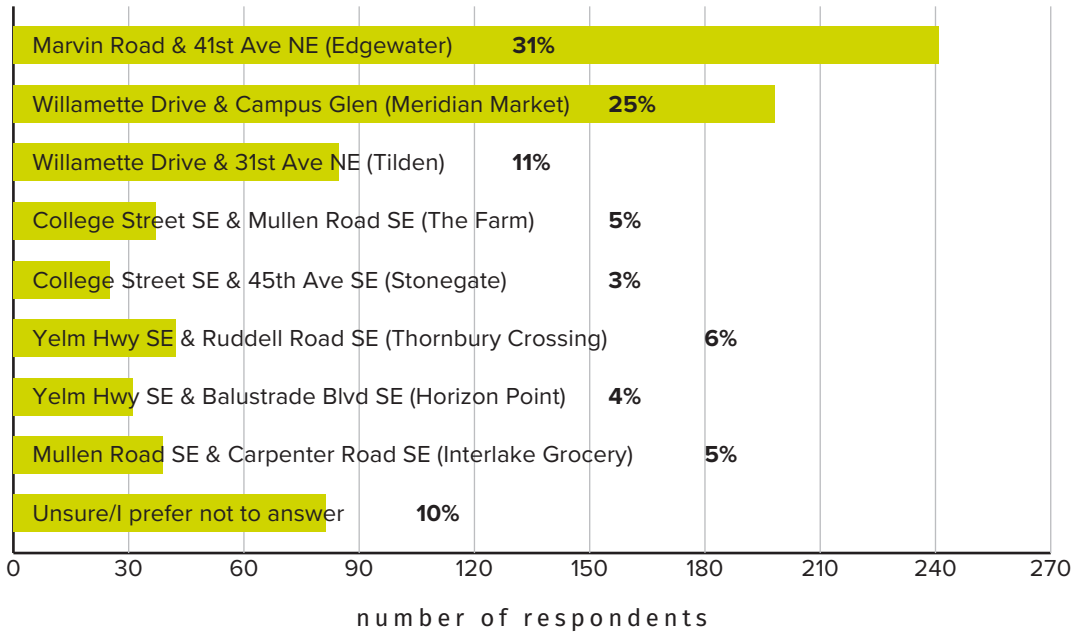 Marvin Road & 41st Ave NE (Edgewater) 31%
Willamette Drive & Campus Glen (Meridian Market) 25%
Willamette Drive & 31st Ave NE (Tilden) 11%
College Street SE & Mullen Road SE (The Farm) 5%
College Street SE & 45th Ave SE (Stonegate) 3%
Yelm Hwy SE & Ruddell Road SE (Thornbury Crossing) 6%
Yelm Hwy SE & Balustrade Blvd SE (Horizon Point) 4%
Mullen Road SE & Carpenter Road SE (Interlake Grocery) 5%
Unsure/I prefer not to answer 10%
0 30 60 90 120 150 180 210 240 270
number of respondents